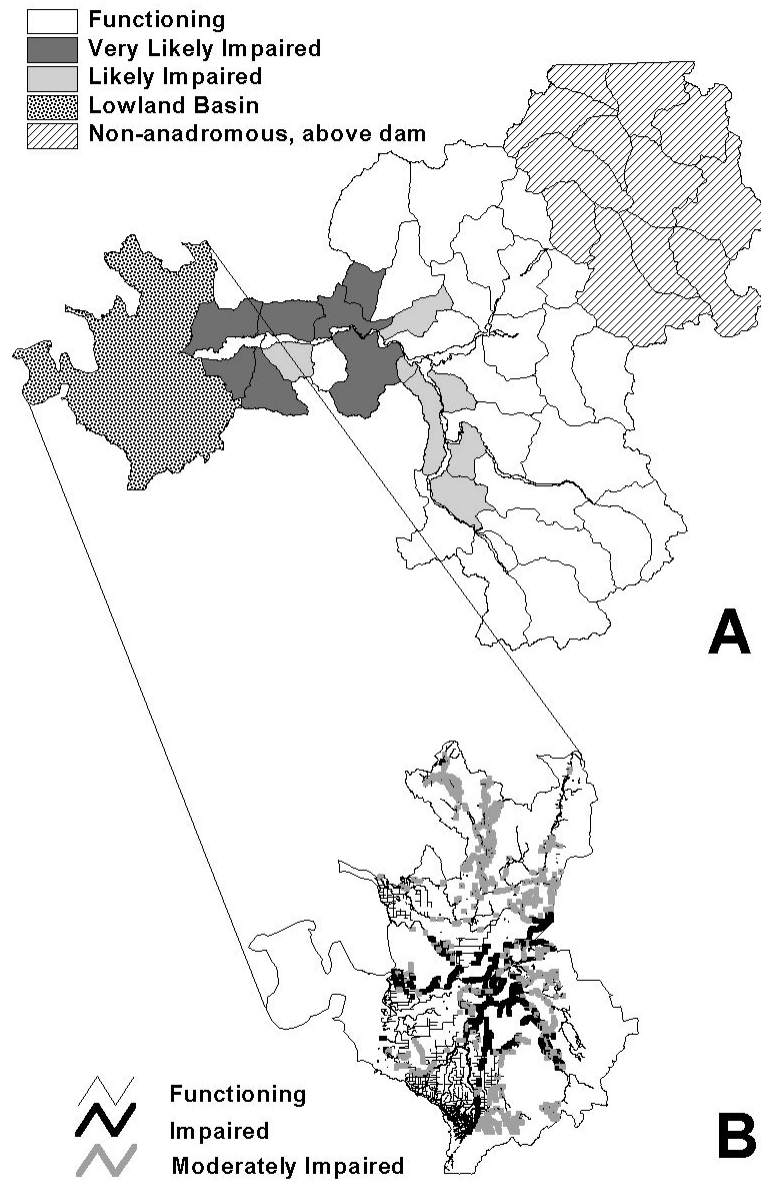 Functioning
Very Likely Impaired
Likely Impaired
Lowland Basin
Non-anadromous, above dam
A
Functioning
Impaired
Moderately Impaired
B